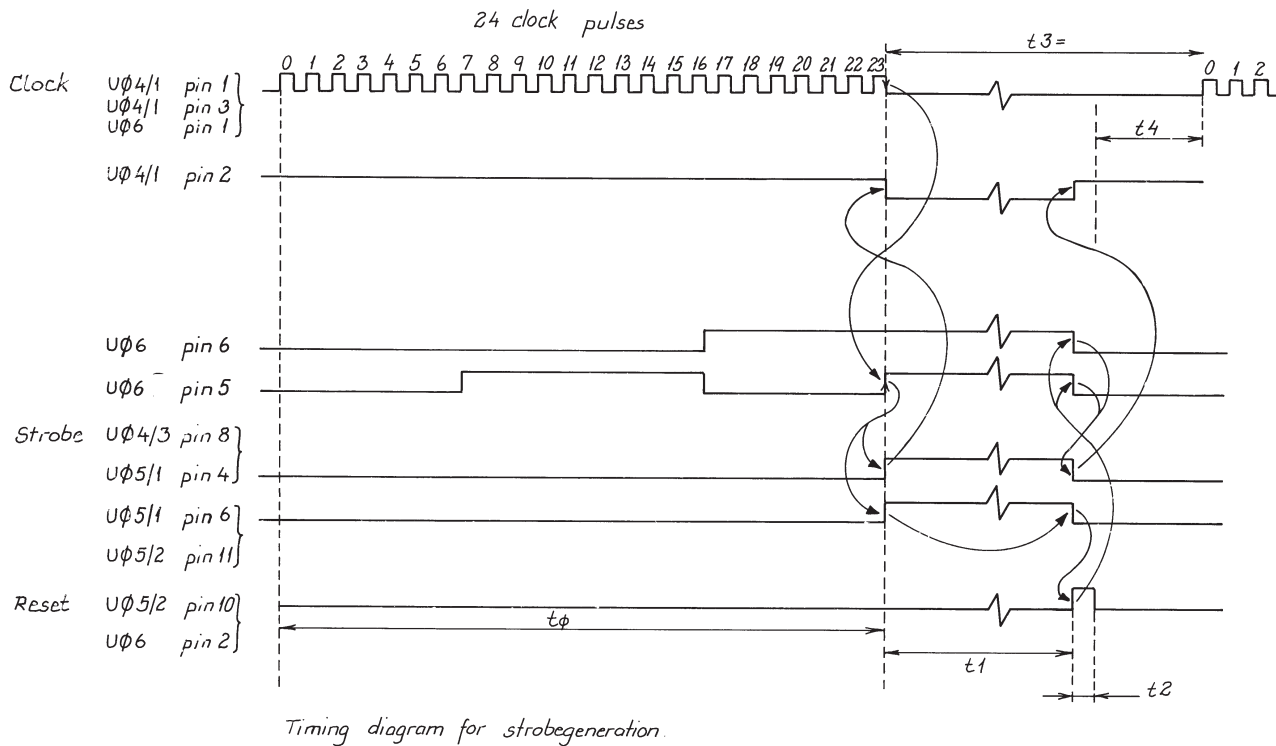 24 clock pulses
t3=
0 1 2 3 4 5 6 7 8 9 10 11 12 13 14 15 16 17 18 19 20 21 22 23
0 1 2
Clock UØ4/1 pin 1
UØ4/1 pin 3
UØ6 pin 1
t4
UØ4/1 pin 2
UØ6 pin 6
UØ6 pin 5
Strobe UØ4/3 pin 8
UØ5/1 pin 4
UØ5/1 pin 6
UØ5/2 pin 11
Reset UØ5/2 pin 10
UØ6 pin 2
tø
t1
t2
Timing diagram for strobegeneration.